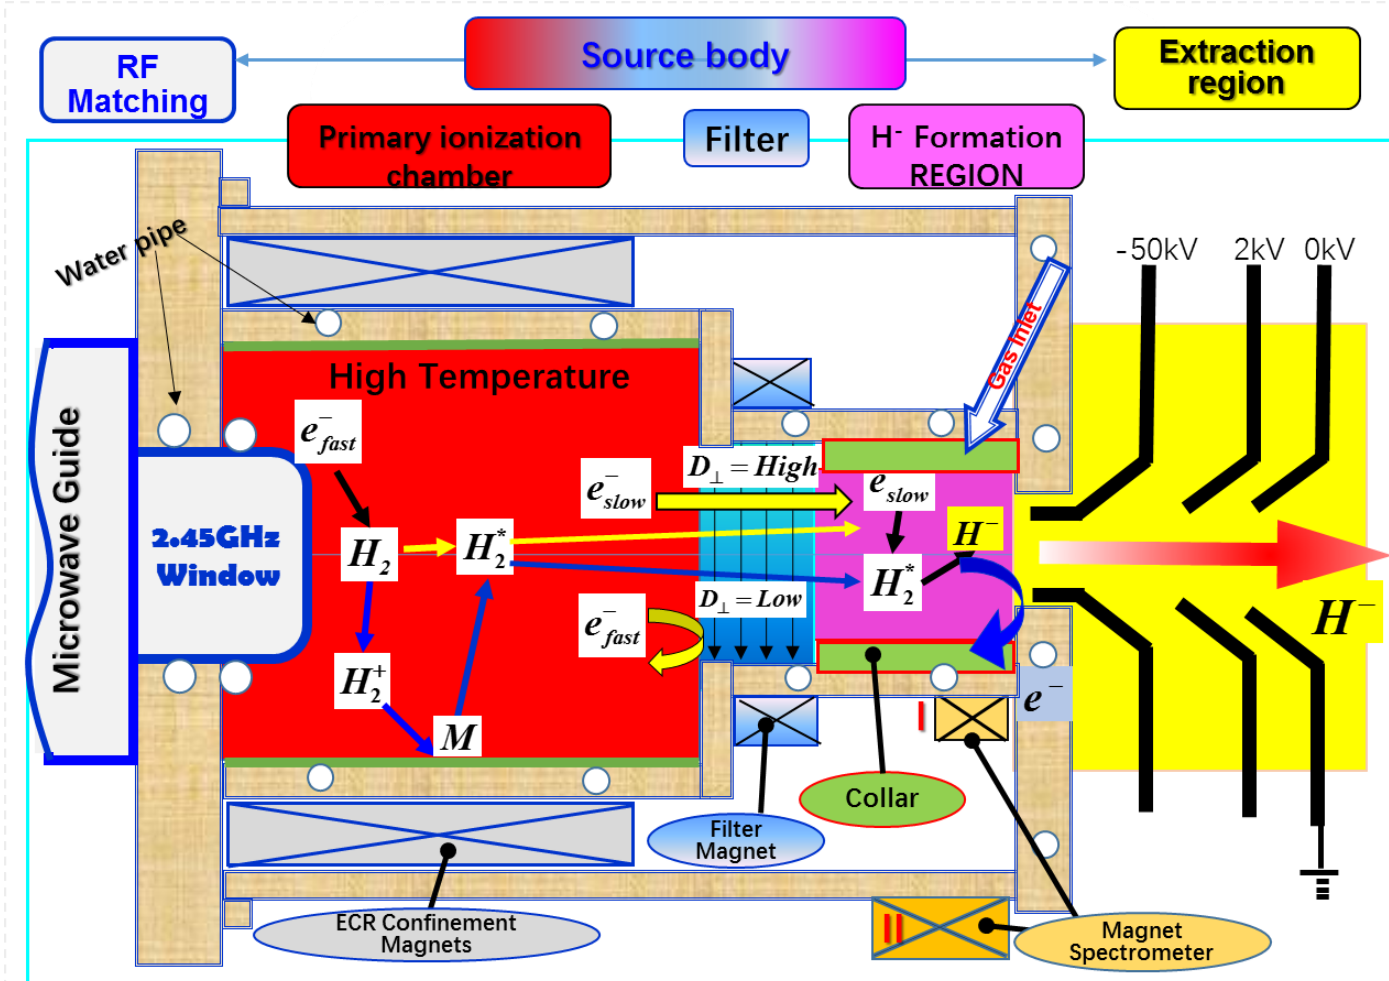 RF
Matching
Source body
Extraction
region
Primary ionization
chamber
Filter
H⁻ Formation
REGION
Water pipe
-50kV
2kV
0kV
Gas Inlet
High Temperature
Microwave Guide
2.45GHz
Window
e⁻fast
H₂
H₂*
H₂⁺
M
e⁻slow
e⁻fast
D⊥ = High
D⊥ = Low
eslow
H₂*
H⁻
H⁻
e⁻
I
Collar
Filter
Magnet
ECR Confinement
Magnets
II
Magnet
Spectrometer